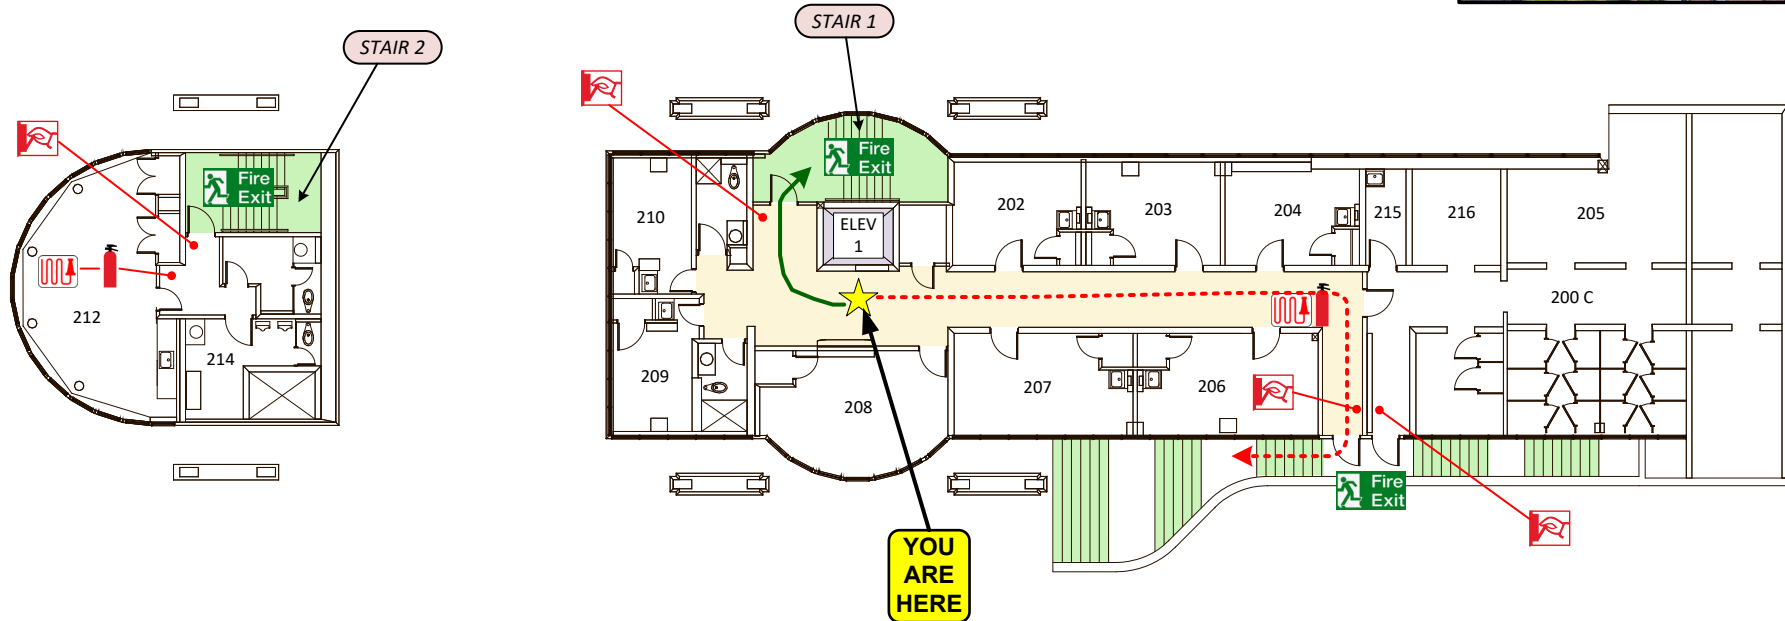 STAIR 1
STAIR 2
Fire
Exit
Fire
Exit
210
ELEV
1
202
203
204
215
216
205
212
214
209
208
207
206
200 C
Fire
Exit
YOU
ARE
HERE